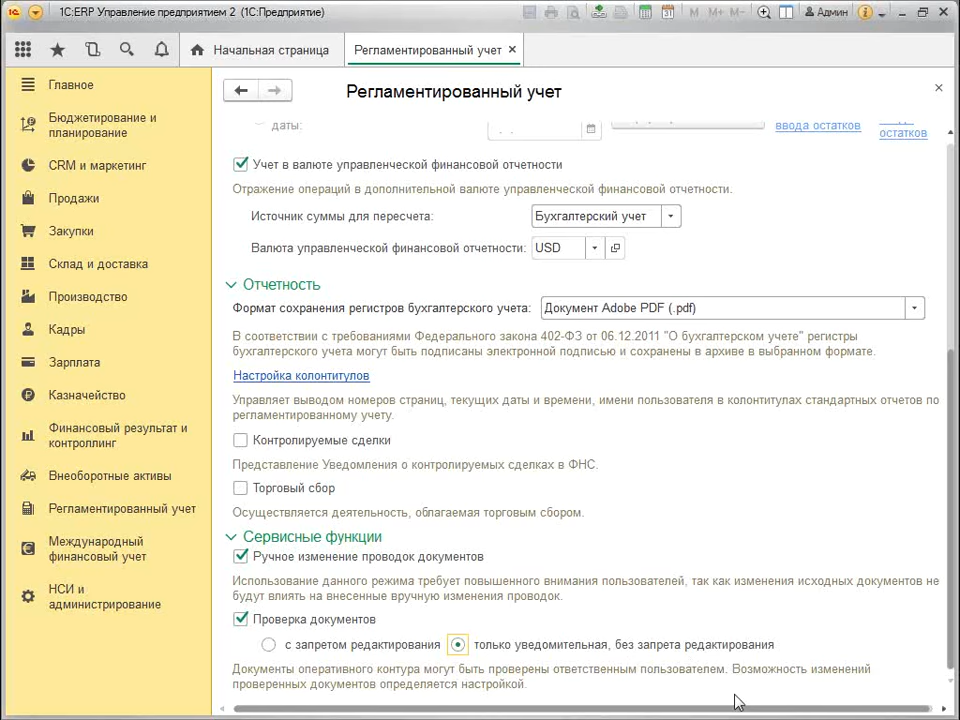 1С:ERP Управление предприятием 2 (1С:Предприятие)
M M+ M-
Админ
Начальная страница
Регламентированный учет ×
Главное
Бюджетирование и
планирование
CRM и маркетинг
Продажи
Закупки
Склад и доставка
Производство
Кадры
Зарплата
Казначейство
Финансовый результат и
контроллинг
Внеоборотные активы
Регламентированный учет
Международный
финансовый учет
НСИ и
администрирование
Регламентированный учет
даты:
ввода остатков
остатков
Учет в валюте управленческой финансовой отчетности
Отражение операций в дополнительной валюте управленческой финансовой отчетности.
Источник суммы для пересчета: Бухгалтерский учет
Валюта управленческой финансовой отчетности: USD
Отчетность
Формат сохранения регистров бухгалтерского учета: Документ Adobe PDF (.pdf)
В соответствии с требованиями Федерального закона 402-ФЗ от 06.12.2011 "О бухгалтерском учете" регистры
бухгалтерского учета могут быть подписаны электронной подписью и сохранены в архиве в выбранном формате.
Настройка колонтитулов
Управляет выводом номеров страниц, текущих даты и времени, имени пользователя в колонтитулах стандартных отчетов по
регламентированному учету.
Контролируемые сделки
Представление Уведомления о контролируемых сделках в ФНС.
Торговый сбор
Осуществляется деятельность, облагаемая торговым сбором.
Сервисные функции
Ручное изменение проводок документов
Использование данного режима требует повышенного внимания пользователей, так как изменения исходных документов не
будут влиять на внесенные вручную изменения проводок.
Проверка документов
с запретом редактирования только уведомительная, без запрета редактирования
Документы оперативного контура могут быть проверены ответственным пользователем. Возможность изменений
проверенных документов определяется настройкой.